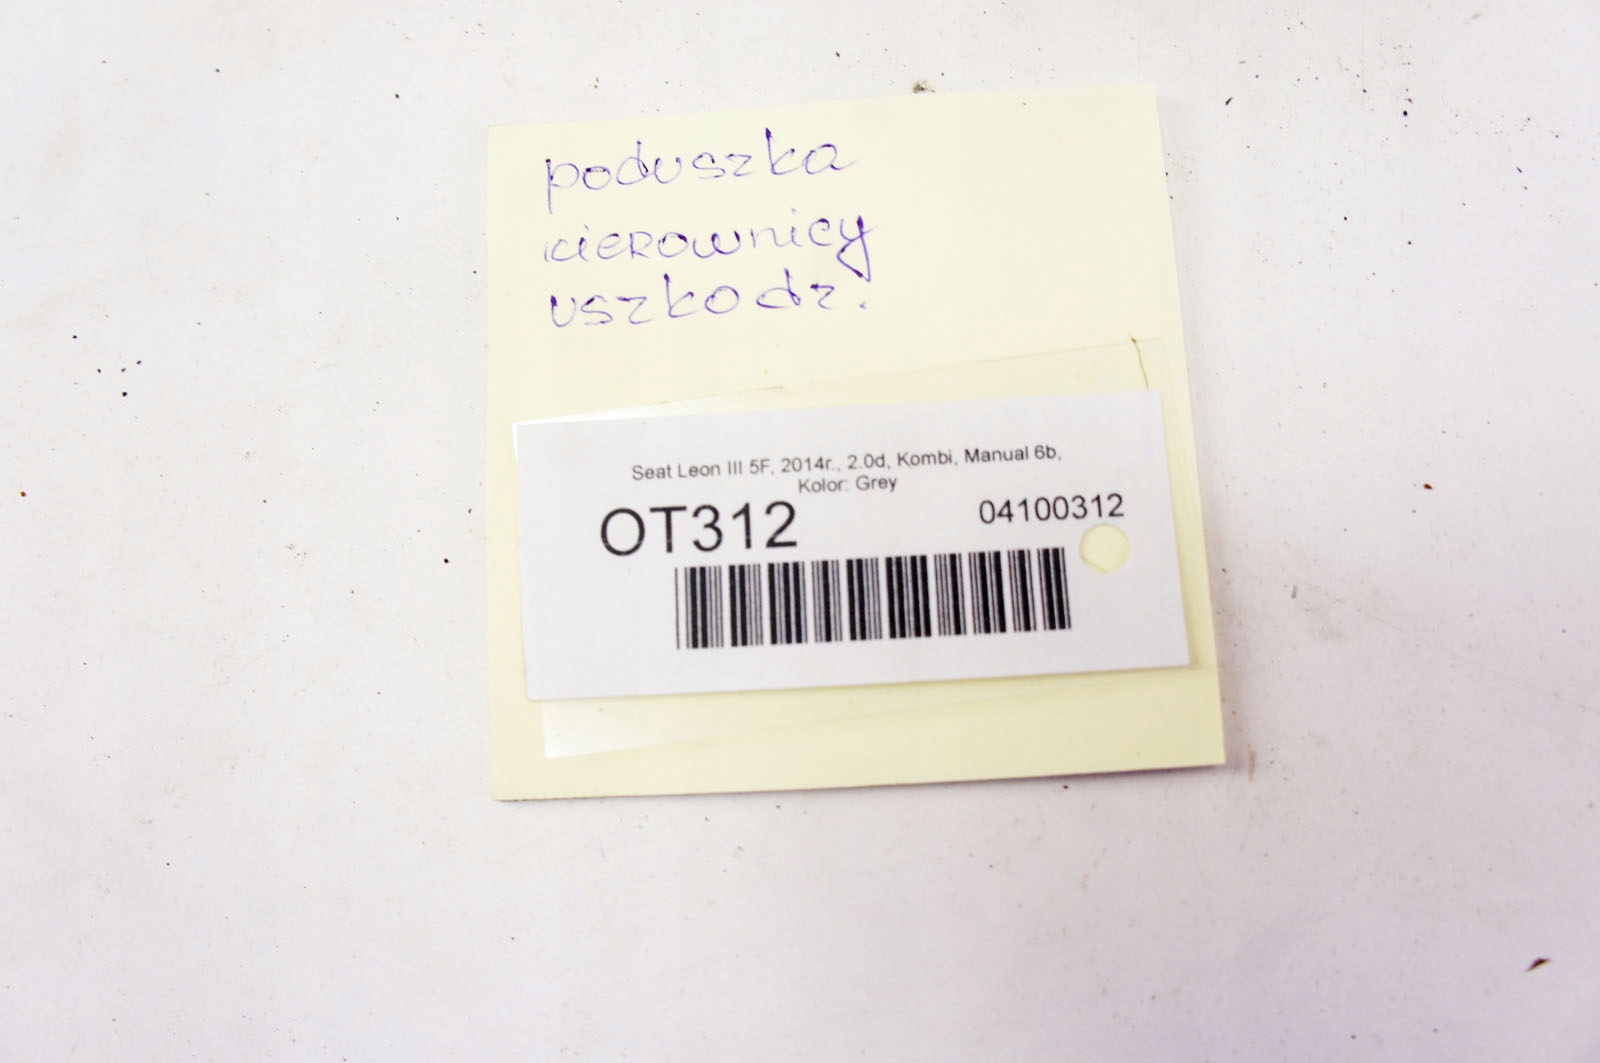 poduszka
kierownicy
uszkodz.
Seat Leon III 5F, 2014r., 2.0d, Kombi, Manual 6b,
Kolor: Grey
OT312
04100312